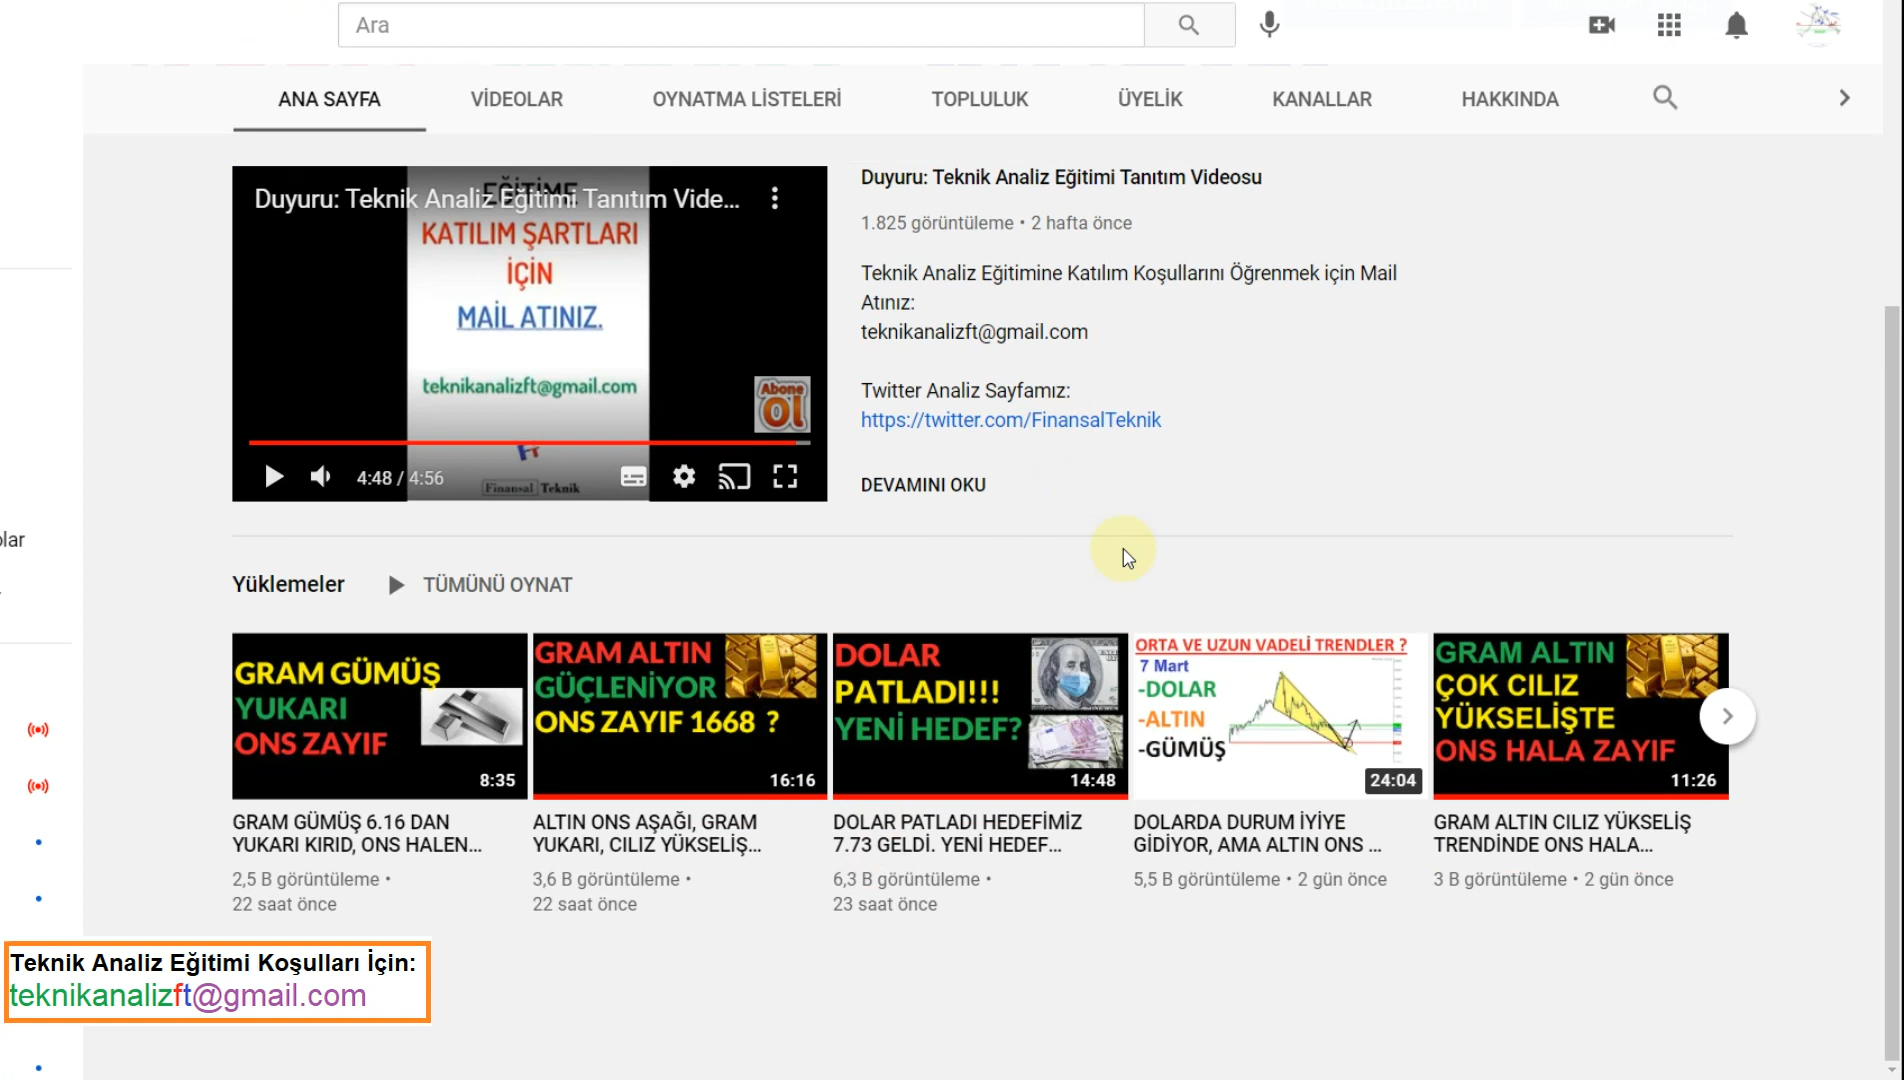 Ara
ANA SAYFA
VİDEOLAR
OYNATMA LİSTELERİ
TOPLULUK
ÜYELİK
KANALLAR
HAKKINDA
EĞİTİME
Duyuru: Teknik Analiz Eğitimi Tanıtım Vide...
KATILIM ŞARTLARI
İÇİN
MAİL ATINIZ.
teknikanalizft@gmail.com
Abone
Ol
4:48 / 4:56
Finansal Teknik
Duyuru: Teknik Analiz Eğitimi Tanıtım Videosu
1.825 görüntüleme • 2 hafta önce
Teknik Analiz Eğitimine Katılım Koşullarını Öğrenmek için Mail
Atınız:
teknikanalizft@gmail.com
Twitter Analiz Sayfamız:
https://twitter.com/FinansalTeknik
DEVAMINI OKU
olar
Yüklemeler
TÜMÜNÜ OYNAT
GRAM GÜMÜŞ
YUKARI
ONS ZAYIF
8:35
GRAM GÜMÜŞ 6.16 DAN
YUKARI KIRID, ONS HALEN...
2,5 B görüntüleme •
22 saat önce
GRAM ALTIN
GÜÇLENİYOR
ONS ZAYIF 1668 ?
16:16
ALTIN ONS AŞAĞI, GRAM
YUKARI, CILIZ YÜKSELİŞ...
3,6 B görüntüleme •
22 saat önce
DOLAR
PATLADI!!!
YENİ HEDEF?
14:48
DOLAR PATLADI HEDEFİMİZ
7.73 GELDİ. YENİ HEDEF...
6,3 B görüntüleme •
23 saat önce
ORTA VE UZUN VADELİ TRENDLER ?
7 Mart
-DOLAR
-ALTIN
-GÜMÜŞ
24:04
DOLARDA DURUM İYİYE
GİDİYOR, AMA ALTIN ONS ...
5,5 B görüntüleme • 2 gün önce
GRAM ALTIN
ÇOK CILIZ
YÜKSELİŞTE
ONS HALA ZAYIF
11:26
GRAM ALTIN CILIZ YÜKSELİŞ
TRENDİNDE ONS HALA...
3 B görüntüleme • 2 gün önce
Teknik Analiz Eğitimi Koşulları İçin:
teknikanalizft@gmail.com